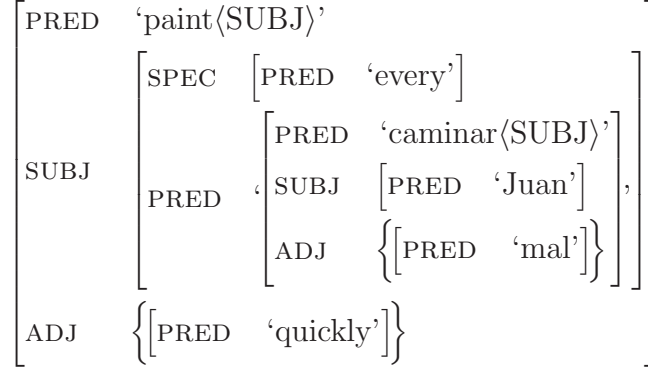 PRED ‘paint⟨SUBJ⟩’
SPEC [PRED ‘every’]
PRED ‘caminar⟨SUBJ⟩’
SUBJ PRED ‘ SUBJ [PRED ‘Juan’] ’
ADJ {[PRED ‘mal’]}
ADJ {[PRED ‘quickly’]}